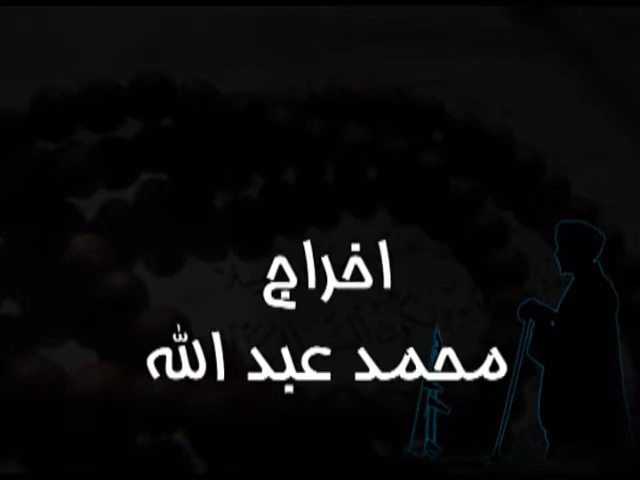 اخراج
محمد عبد الله